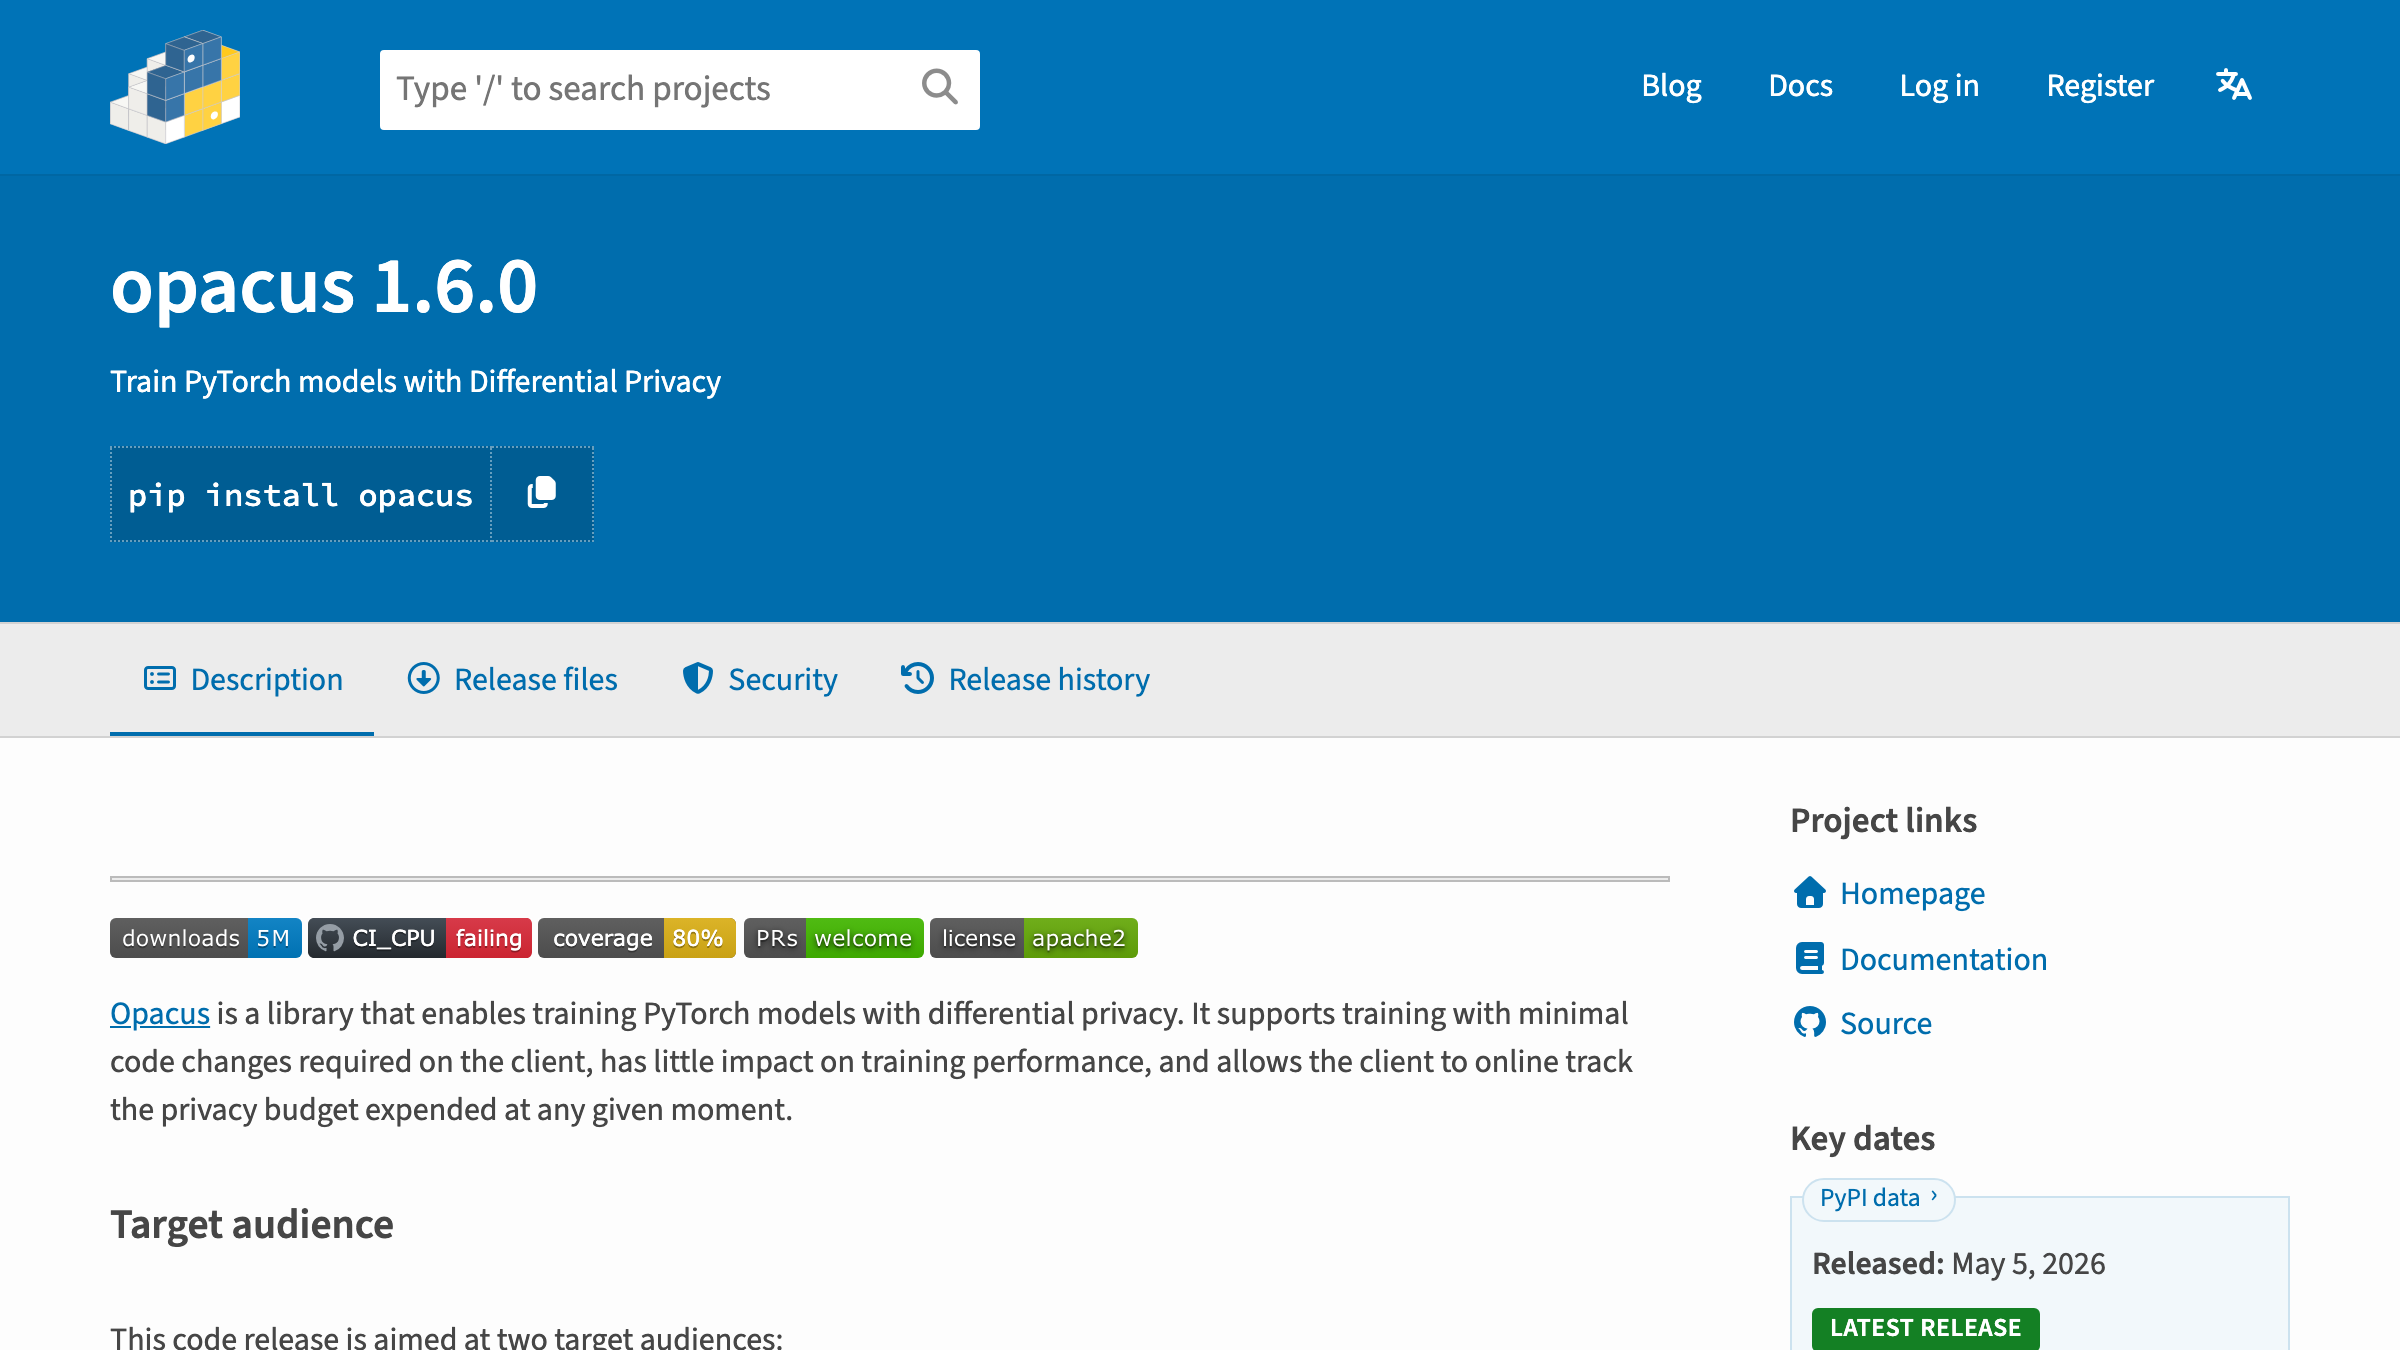 Type '/' to search projects
Blog
Docs
Log in
Register
opacus 1.6.0
Train PyTorch models with Differential Privacy
pip install opacus
Description
Release files
Security
Release history
downloads 5M
CI_CPU failing
coverage 80%
PRs welcome
license apache2
Opacus is a library that enables training PyTorch models with differential privacy. It supports training with minimal
code changes required on the client, has little impact on training performance, and allows the client to online track
the privacy budget expended at any given moment.
Target audience
This code release is aimed at two target audiences:
Project links
Homepage
Documentation
Source
Key dates
PyPI data ›
Released: May 5, 2026
LATEST RELEASE